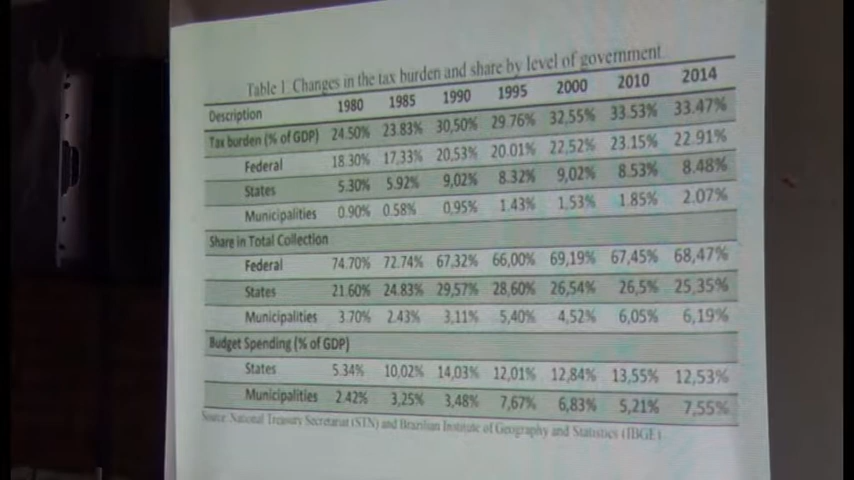 Table 1. Changes in the tax burden and share by level of government
Description 1980 1985 1990 1995 2000 2010 2014
Tax burden (% of GDP) 24.50% 23.83% 30,50% 29.76% 32,55% 33.53% 33.47%
Federal 18.30% 17,33% 20,53% 20.01% 22,52% 23.15% 22.91%
States 5.30% 5.92% 9,02% 8.32% 9,02% 8.53% 8.48%
Municipalities 0.90% 0.58% 0.95% 1.43% 1.53% 1.85% 2.07%
Share in Total Collection
Federal 74.70% 72.74% 67,32% 66,00% 69,19% 67,45% 68,47%
States 21.60% 24.83% 29,57% 28,60% 26,54% 26,5% 25,35%
Municipalities 3.70% 2.43% 3,11% 5,40% 4,52% 6,05% 6,19%
Budget Spending (% of GDP)
States 5.34% 10,02% 14,03% 12,01% 12,84% 13,55% 12,53%
Municipalities 2.42% 3,25% 3,48% 7,67% 6,83% 5,21% 7,55%
Source: National Treasury Secretariat (STN) and Brazilian Institute of Geography and Statistics (IBGE)